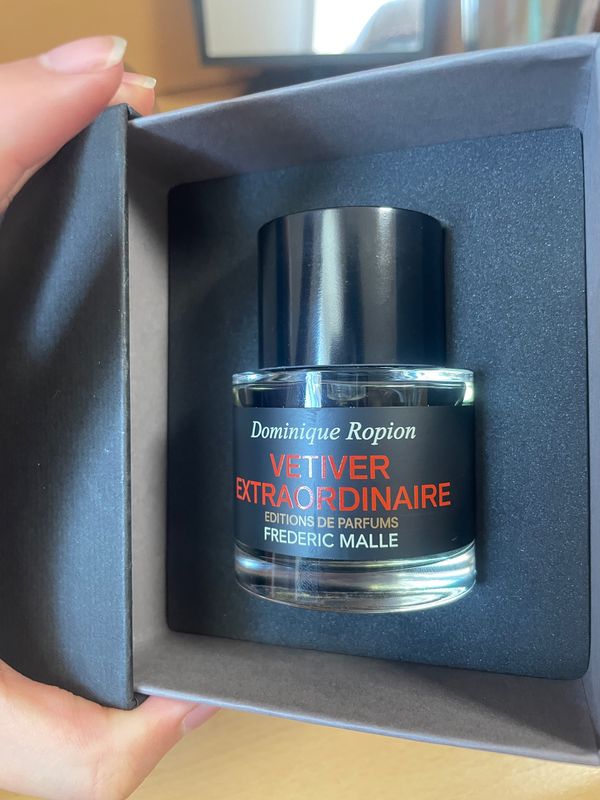 Dominique Ropion
VETIVER
EXTRAORDINAIRE
EDITIONS DE PARFUMS
FREDERIC MALLE